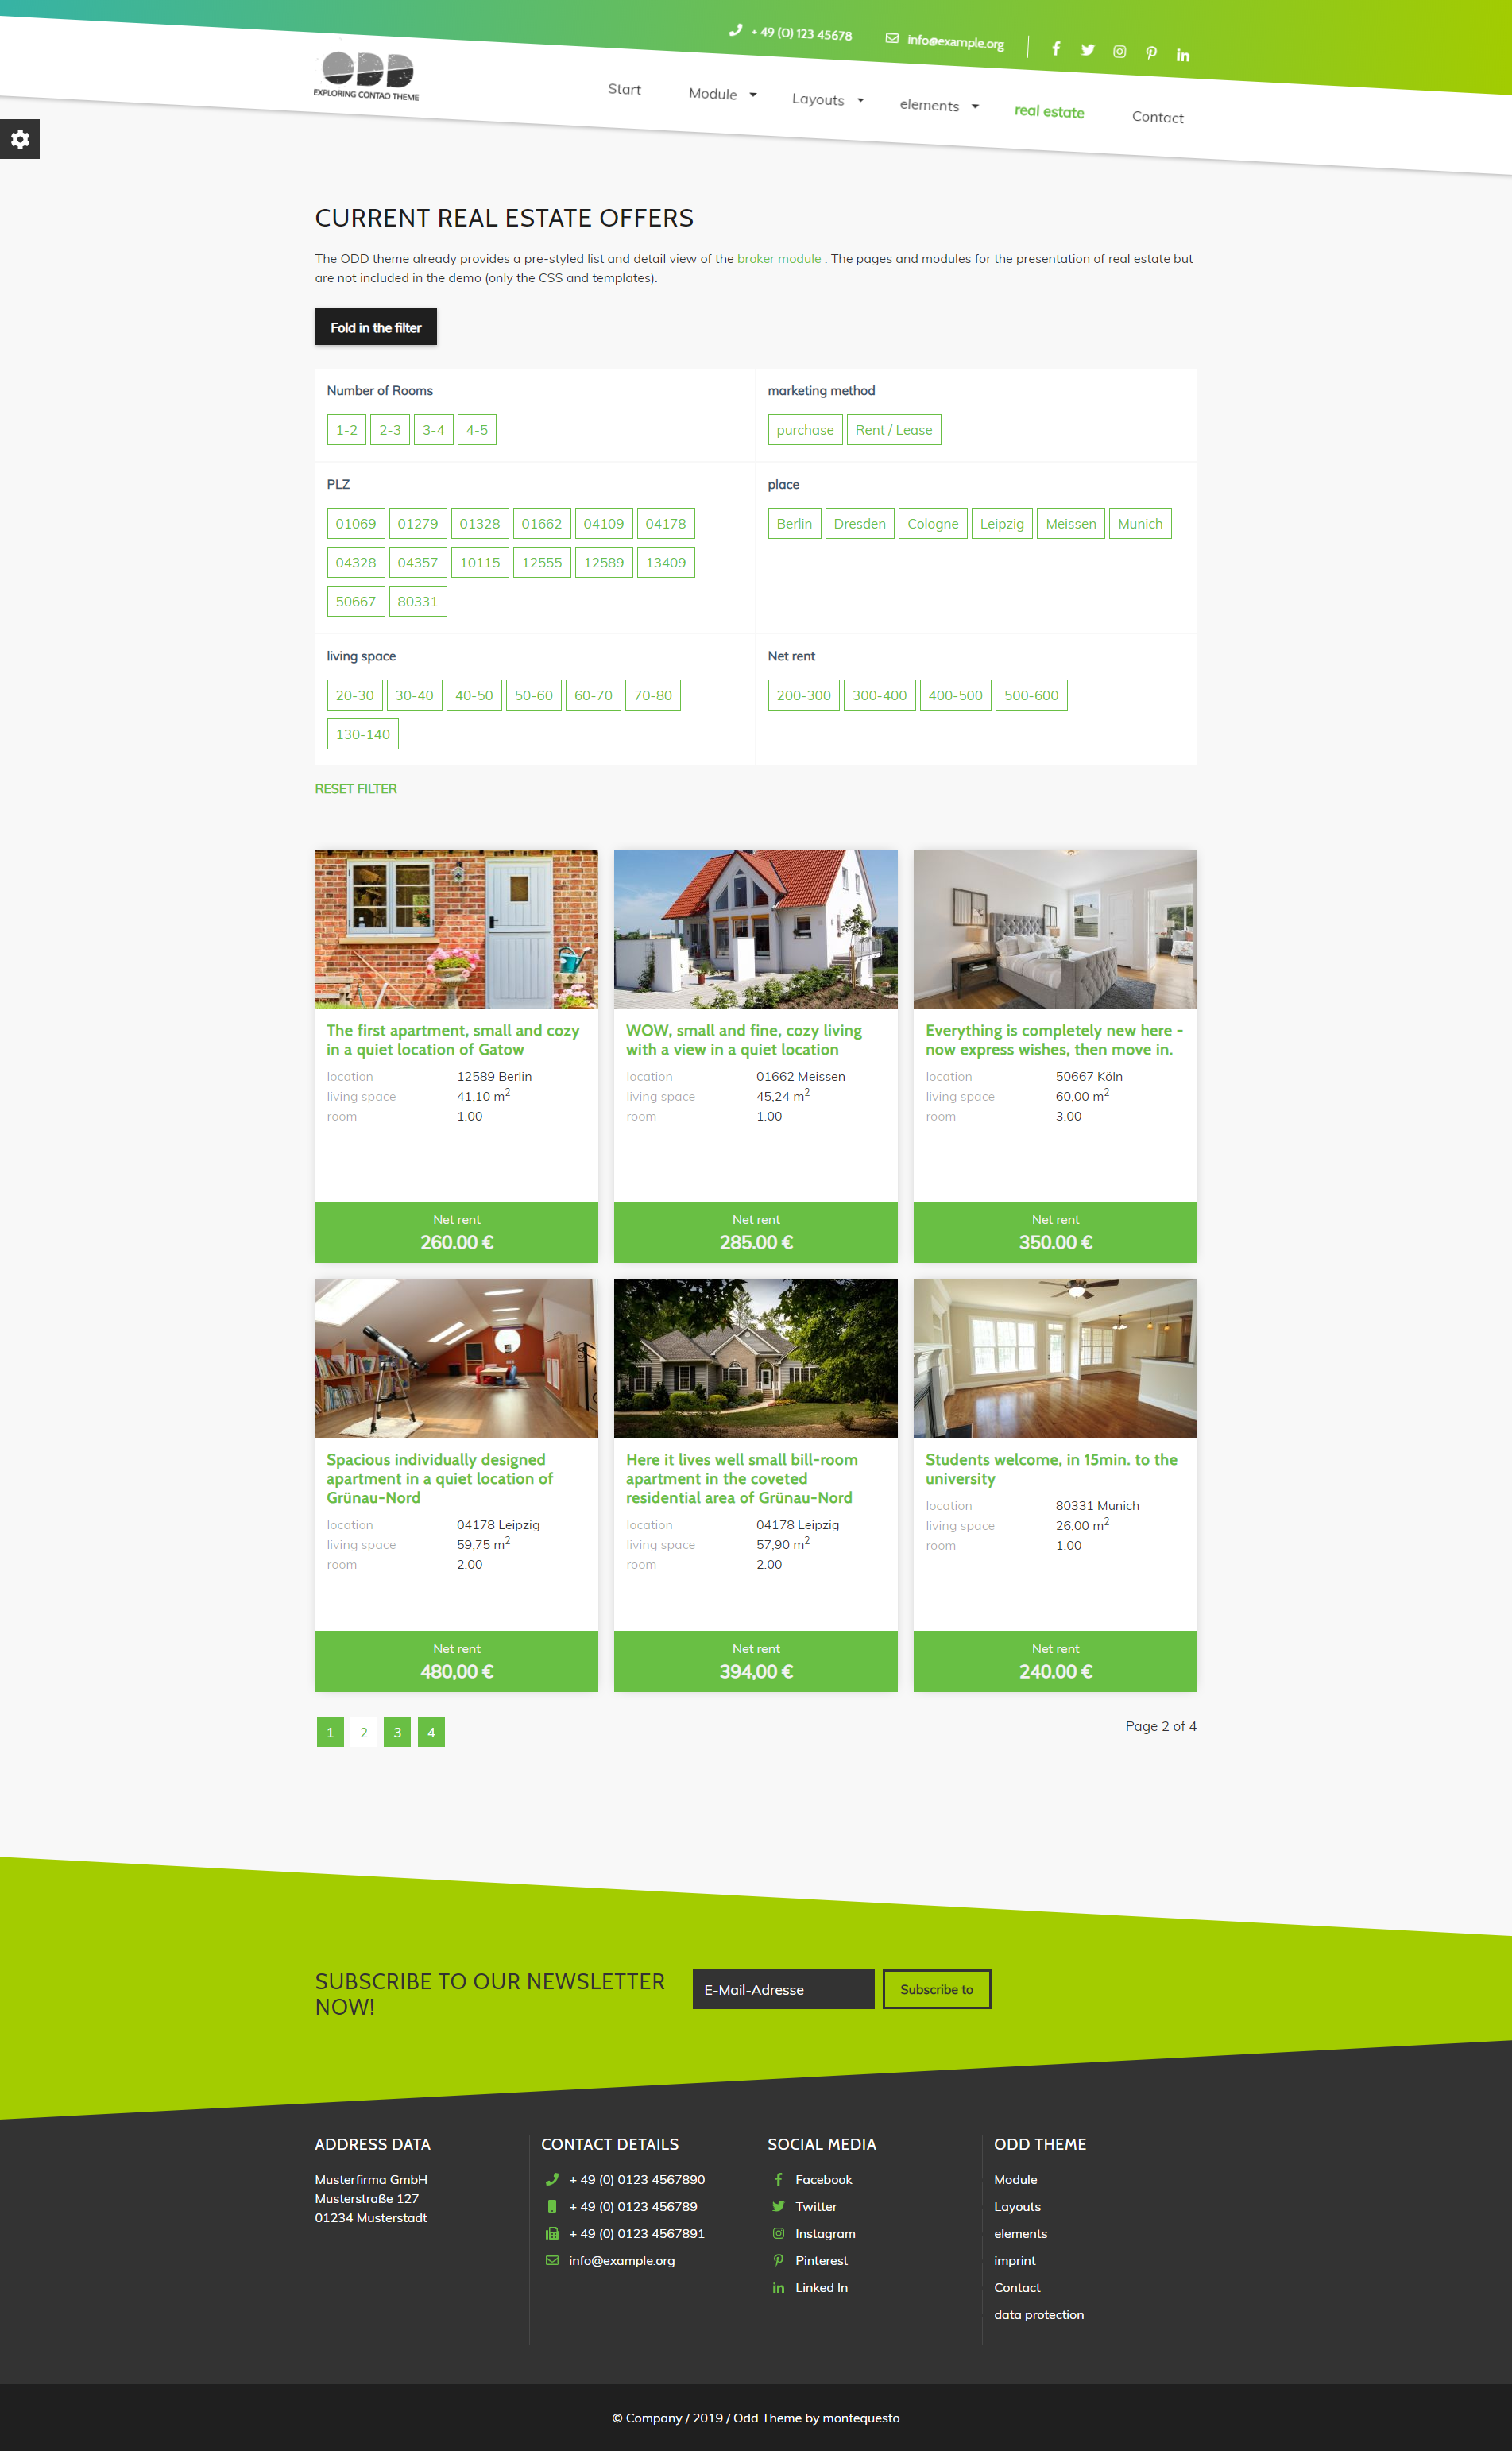 + 49 (0) 123 45678
info@example.org
ODD
EXPLORING CONTAO THEME
Start
Module
Layouts
elements
real estate
Contact
CURRENT REAL ESTATE OFFERS
The ODD theme already provides a pre-styled list and detail view of the broker module . The pages and modules for the presentation of real estate but
are not included in the demo (only the CSS and templates).
Fold in the filter
Number of Rooms
1-2 2-3 3-4 4-5
marketing method
purchase Rent / Lease
PLZ
01069 01279 01328 01662 04109 04178
04328 04357 10115 12555 12589 13409
50667 80331
place
Berlin Dresden Cologne Leipzig Meissen Munich
living space
20-30 30-40 40-50 50-60 60-70 70-80
130-140
Net rent
200-300 300-400 400-500 500-600
RESET FILTER
The first apartment, small and cozy
in a quiet location of Gatow
location 12589 Berlin
living space 41,10 m2
room 1.00
Net rent
260.00 €
WOW, small and fine, cozy living
with a view in a quiet location
location 01662 Meissen
living space 45,24 m2
room 1.00
Net rent
285.00 €
Everything is completely new here -
now express wishes, then move in.
location 50667 Köln
living space 60,00 m2
room 3.00
Net rent
350.00 €
Spacious individually designed
apartment in a quiet location of
Grünau-Nord
location 04178 Leipzig
living space 59,75 m2
room 2.00
Net rent
480,00 €
Here it lives well small bill-room
apartment in the coveted
residential area of Grünau-Nord
location 04178 Leipzig
living space 57,90 m2
room 2.00
Net rent
394,00 €
Students welcome, in 15min. to the
university
location 80331 Munich
living space 26,00 m2
room 1.00
Net rent
240.00 €
1 2 3 4
Page 2 of 4
SUBSCRIBE TO OUR NEWSLETTER
NOW!
E-Mail-Adresse
Subscribe to
ADDRESS DATA
Musterfirma GmbH
Musterstraße 127
01234 Musterstadt
CONTACT DETAILS
+ 49 (0) 0123 4567890
+ 49 (0) 0123 456789
+ 49 (0) 0123 4567891
info@example.org
SOCIAL MEDIA
Facebook
Twitter
Instagram
Pinterest
Linked In
ODD THEME
Module
Layouts
elements
imprint
Contact
data protection
© Company / 2019 / Odd Theme by montequesto